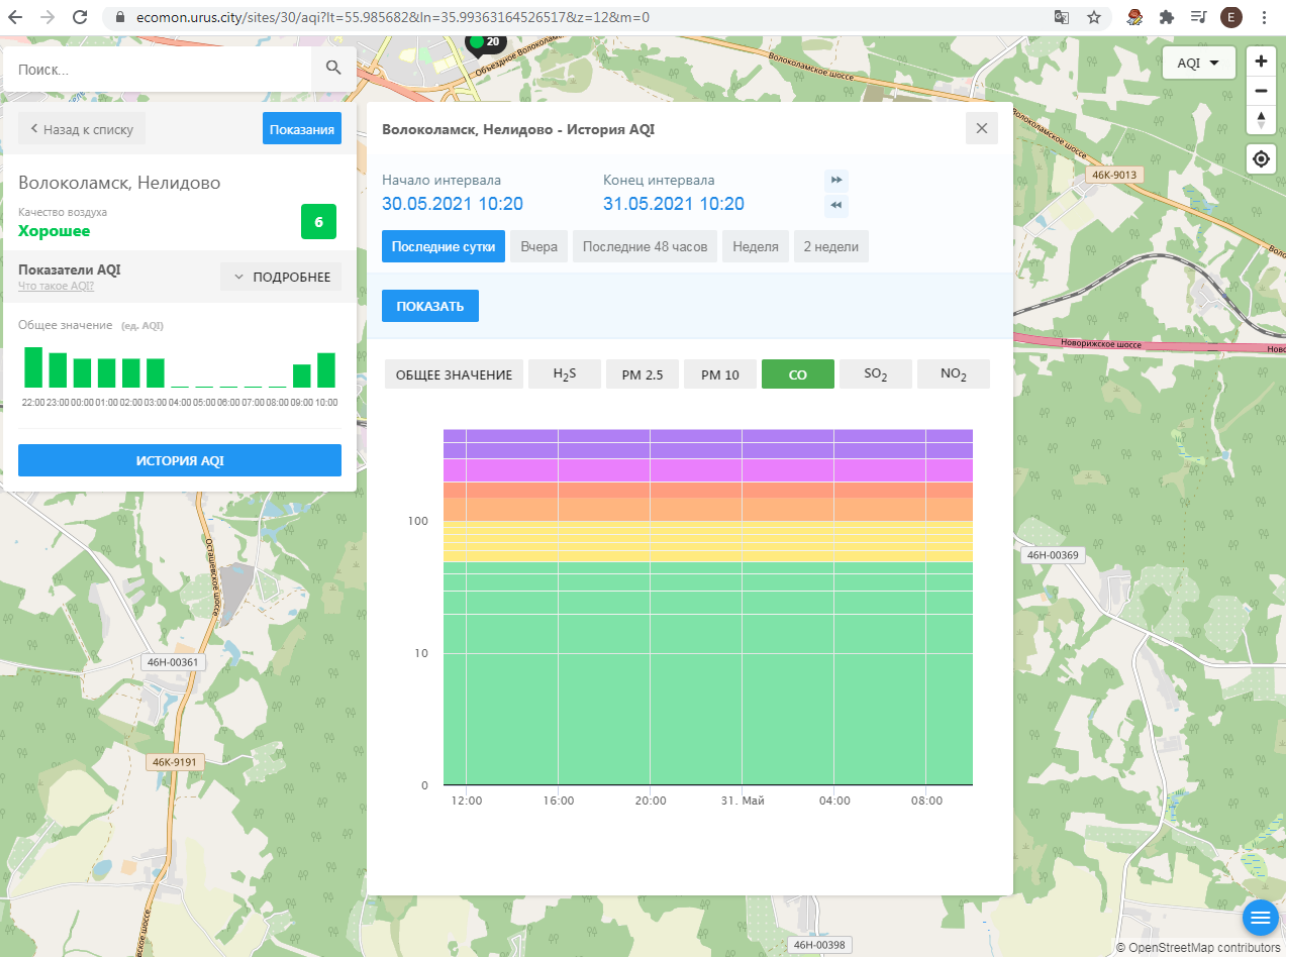 ecomon.urus.city/sites/30/aqi?lt=55.985682&ln=35.99363164526517&z=12&m=0
E
20
Объездное Волоколамск
Волоколамское шоссе
Поиск...
AQI
Назад к списку
Показания
Волоколамск, Нелидово - История AQI
Волоколамское шоссе
46К-9013
Волоколамск, Нелидово
Начало интервала
Конец интервала
30.05.2021 10:20
31.05.2021 10:20
Качество воздуха
Хорошее
6
Последние сутки
Вчера
Последние 48 часов
Неделя
2 недели
Показатели AQI
Что такое AQI?
ПОДРОБНЕЕ
ПОКАЗАТЬ
Общее значение (ед. AQI)
Новорижское шоссе
Ново
ОБЩЕЕ ЗНАЧЕНИЕ
H2S
PM 2.5
PM 10
CO
SO2
NO2
22:00 23:00 00:00 01:00 02:00 03:00 04:00 05:00 06:00 07:00 08:00 09:00 10:00
ИСТОРИЯ AQI
100
10
0
12:00
16:00
20:00
31. Май
04:00
08:00
Осташевское шоссе
46Н-00369
46Н-00361
46К-9191
46Н-00398
© OpenStreetMap contributors